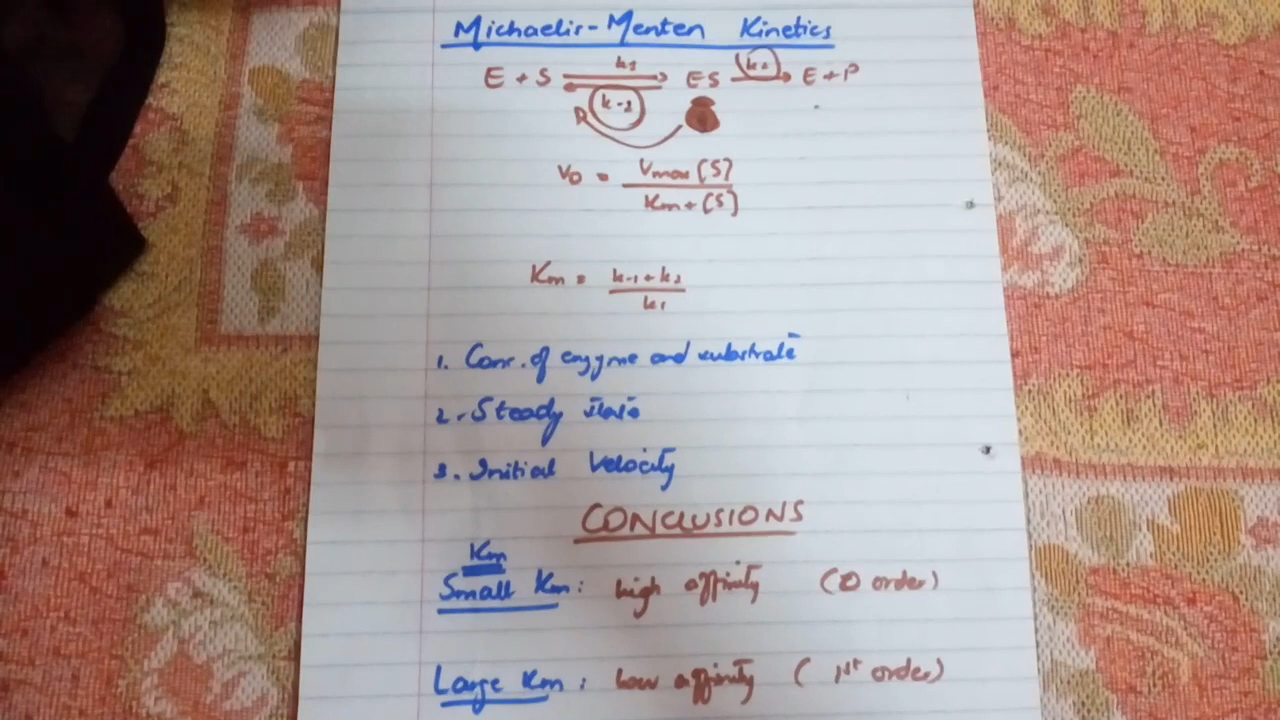 Michaelis-Menten Kinetics
E + S k1 ES k2 E + P
k-1
V0 = Vmax [S]
Km + [S]
Km = k-1 + k2
k1
1. Conc. of enzyme and substrate
2. Steady state
3. Initial Velocity
CONCLUSIONS
Km
Small Km: high affinity (0 order)
Large Km: low affinity (1st order)